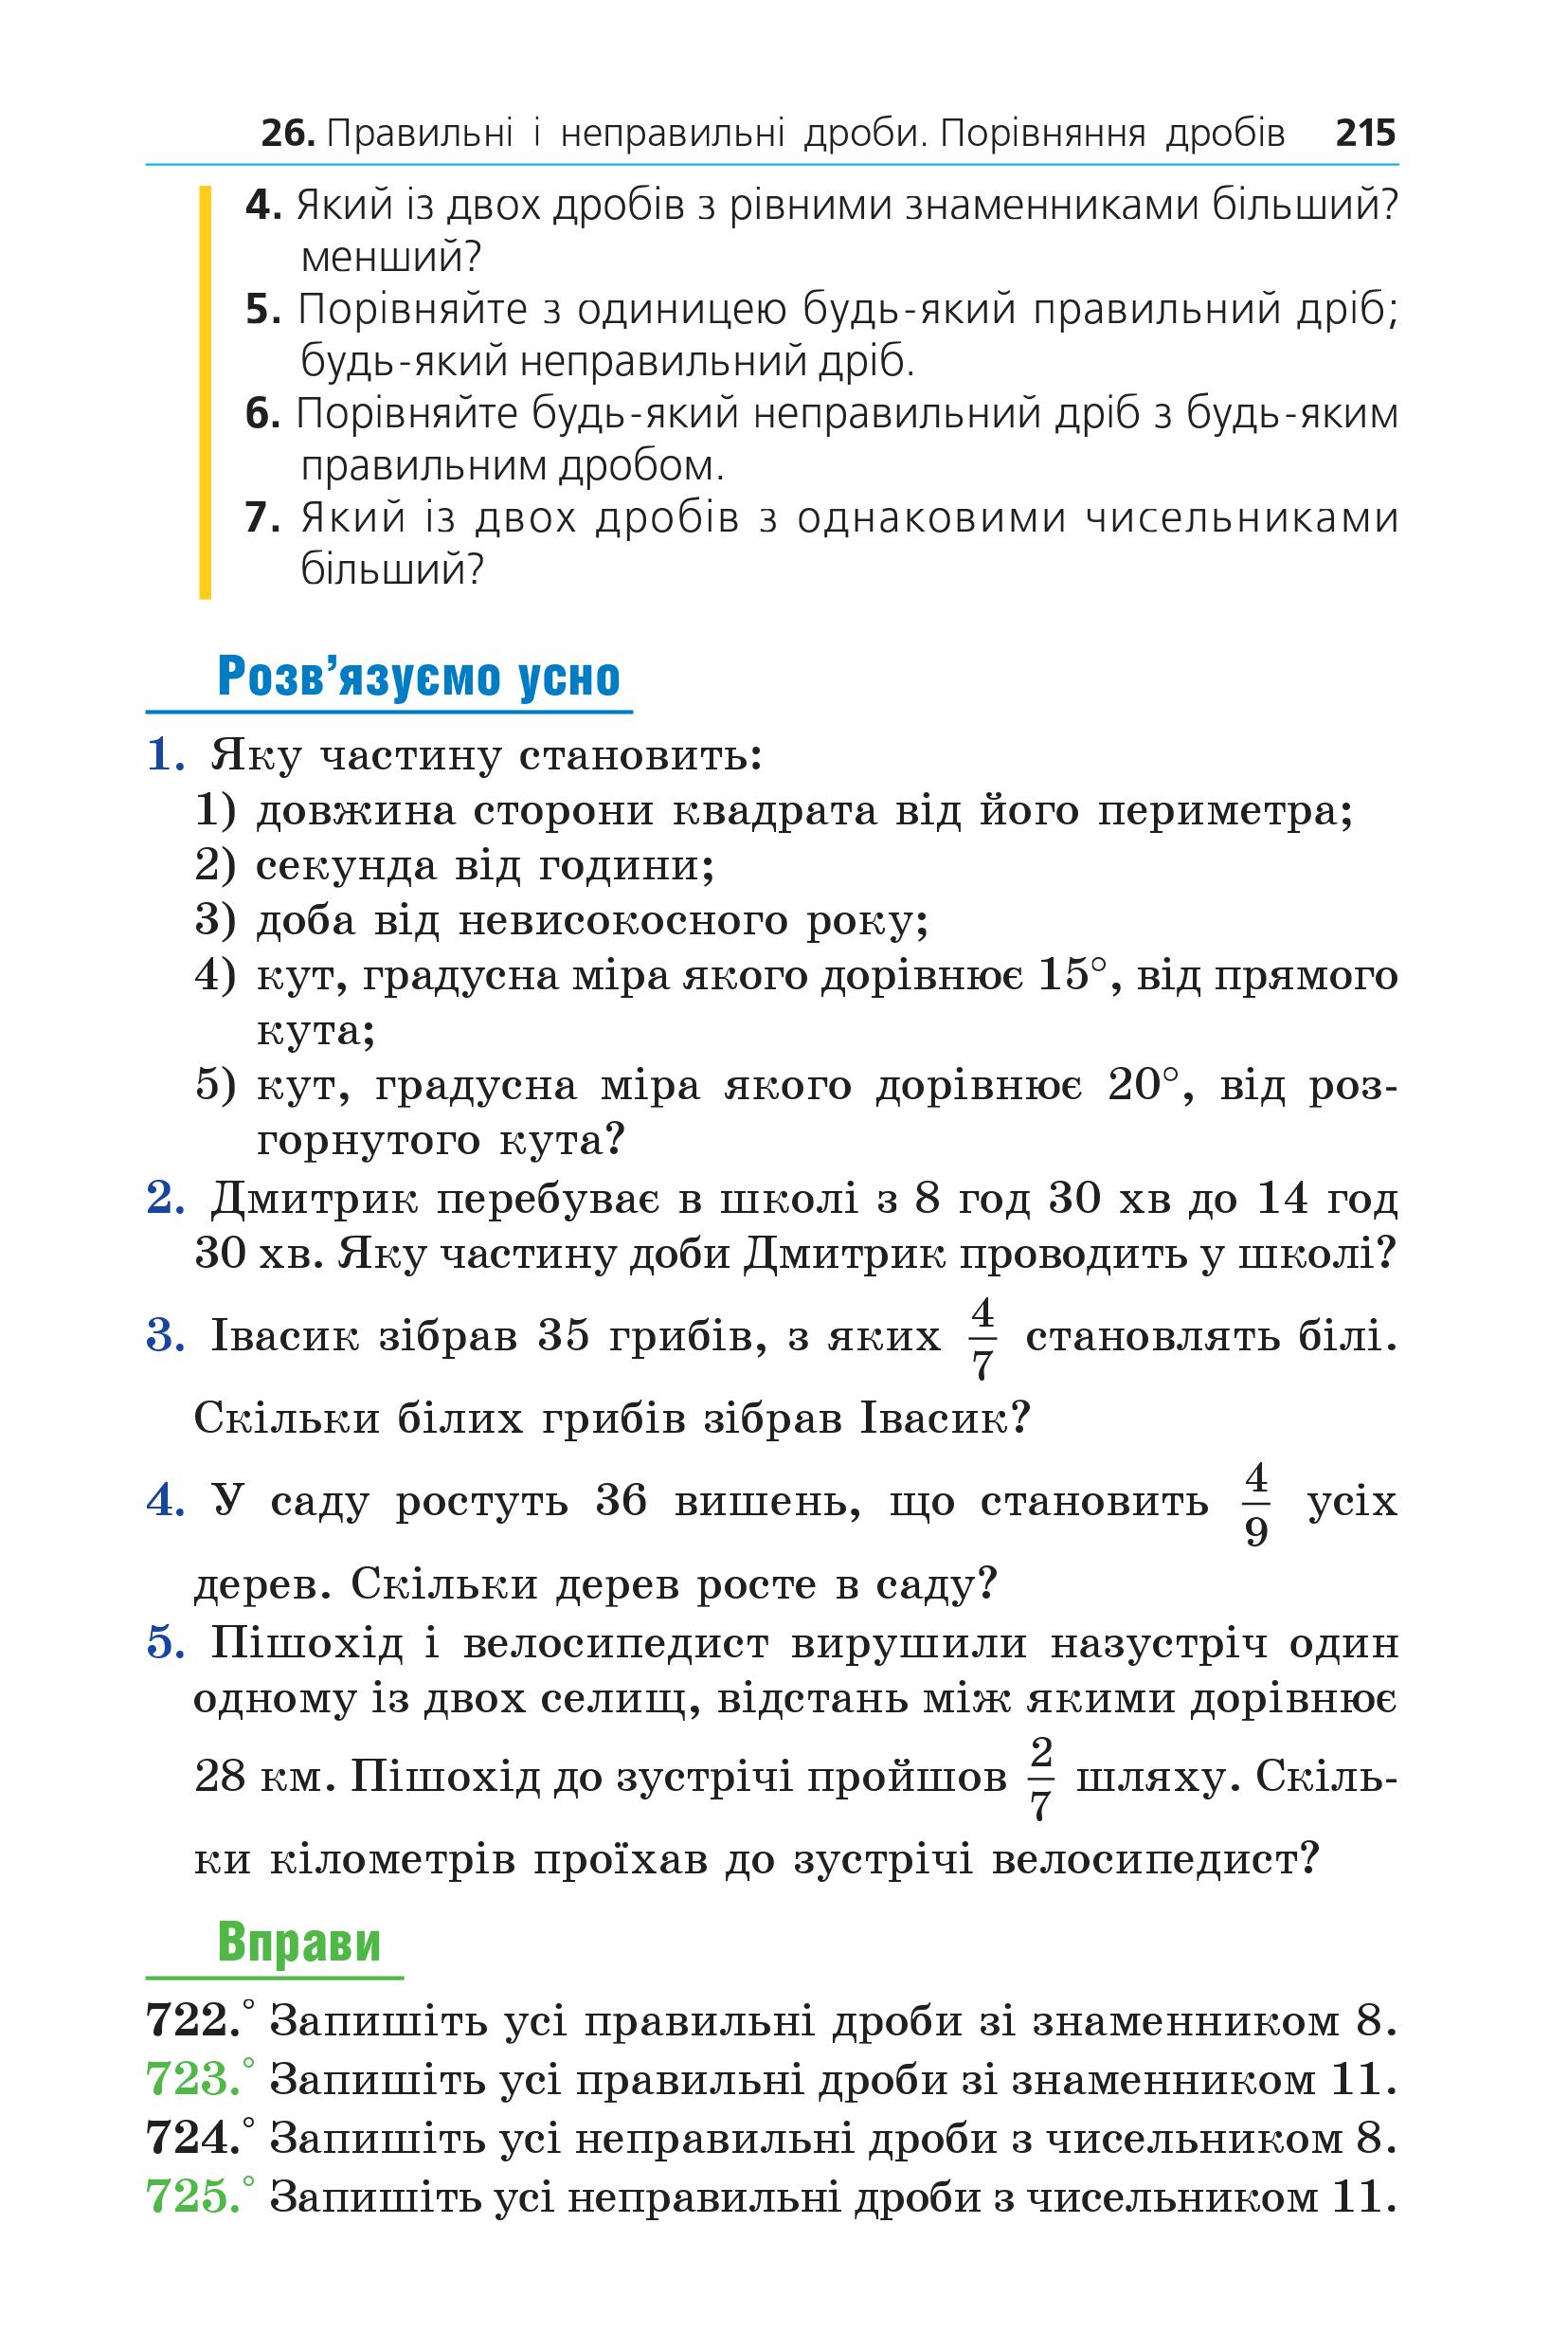 26. Правильні і неправильні дроби. Порівняння дробів 215
4. Який із двох дробів з рівними знаменниками більший?
менший?
5. Порівняйте з одиницею будь-який правильний дріб;
будь-який неправильний дріб.
6. Порівняйте будь-який неправильний дріб з будь-яким
правильним дробом.
7. Який із двох дробів з однаковими чисельниками
більший?
Розв’язуємо усно
1. Яку частину становить:
1) довжина сторони квадрата від його периметра;
2) секунда від години;
3) доба від невисокосного року;
4) кут, градусна міра якого дорівнює 15°, від прямого
кута;
5) кут, градусна міра якого дорівнює 20°, від роз-
горнутого кута?
2. Дмитрик перебуває в школі з 8 год 30 хв до 14 год
30 хв. Яку частину доби Дмитрик проводить у школі?
3. Івасик зібрав 35 грибів, з яких 4/7 становлять білі.
Скільки білих грибів зібрав Івасик?
4. У саду ростуть 36 вишень, що становить 4/9 усіх
дерев. Скільки дерев росте в саду?
5. Пішохід і велосипедист вирушили назустріч один
одному із двох селищ, відстань між якими дорівнює
28 км. Пішохід до зустрічі пройшов 2/7 шляху. Скіль-
ки кілометрів проїхав до зустрічі велосипедист?
Вправи
722.° Запишіть усі правильні дроби зі знаменником 8.
723.° Запишіть усі правильні дроби зі знаменником 11.
724.° Запишіть усі неправильні дроби з чисельником 8.
725.° Запишіть усі неправильні дроби з чисельником 11.